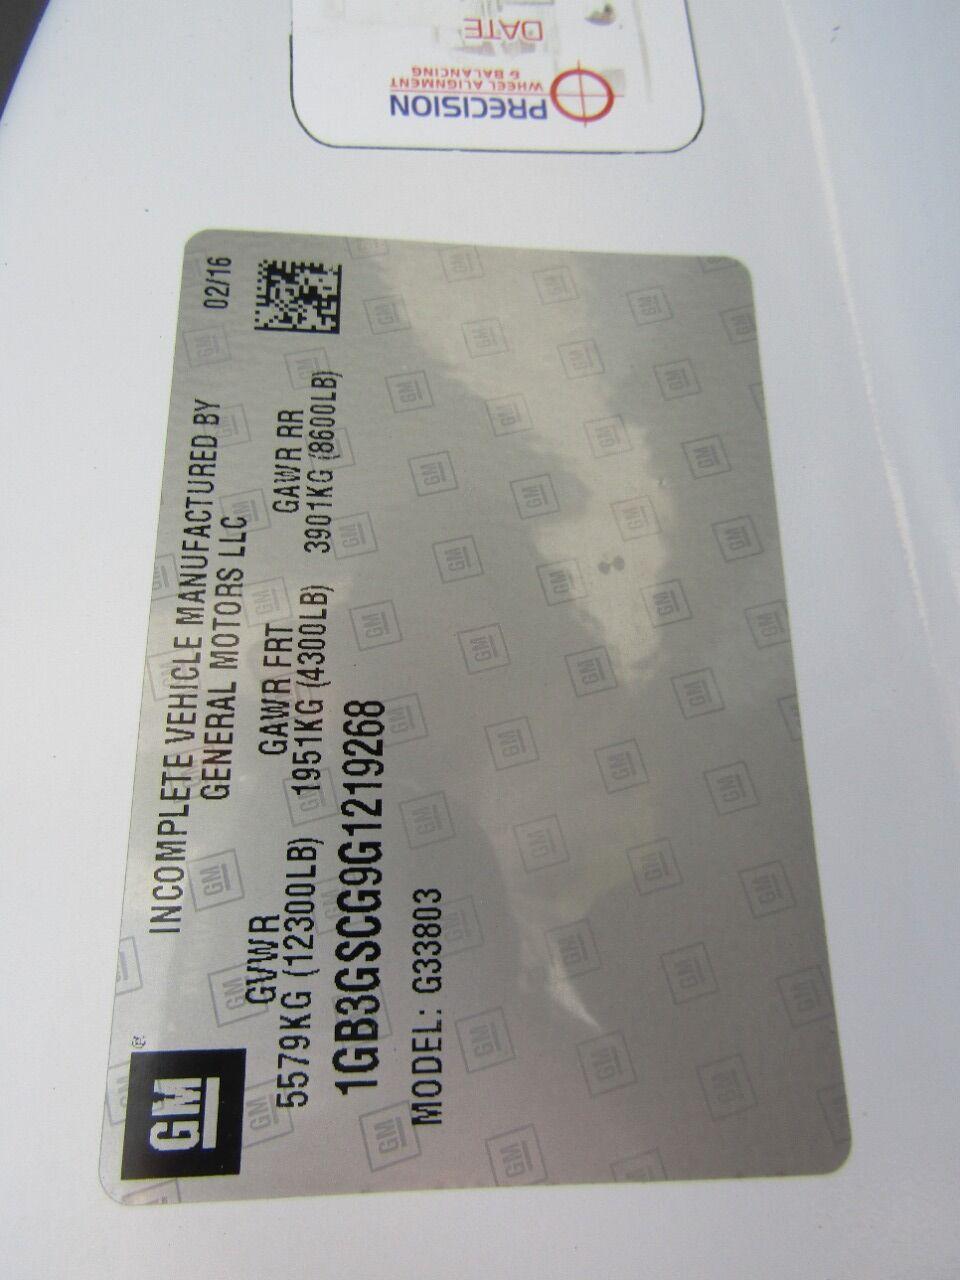 DATE
PRECISION
WHEEL ALIGNMENT
& BALANCING
GM®
INCOMPLETE VEHICLE MANUFACTURED BY 02/16
GENERAL MOTORS LLC
GVWR GAWR FRT GAWR RR
5579KG (12300LB) 1951KG (4300LB) 3901KG (8600LB)
1GB3GSCG9G1219268
MODEL: G33803